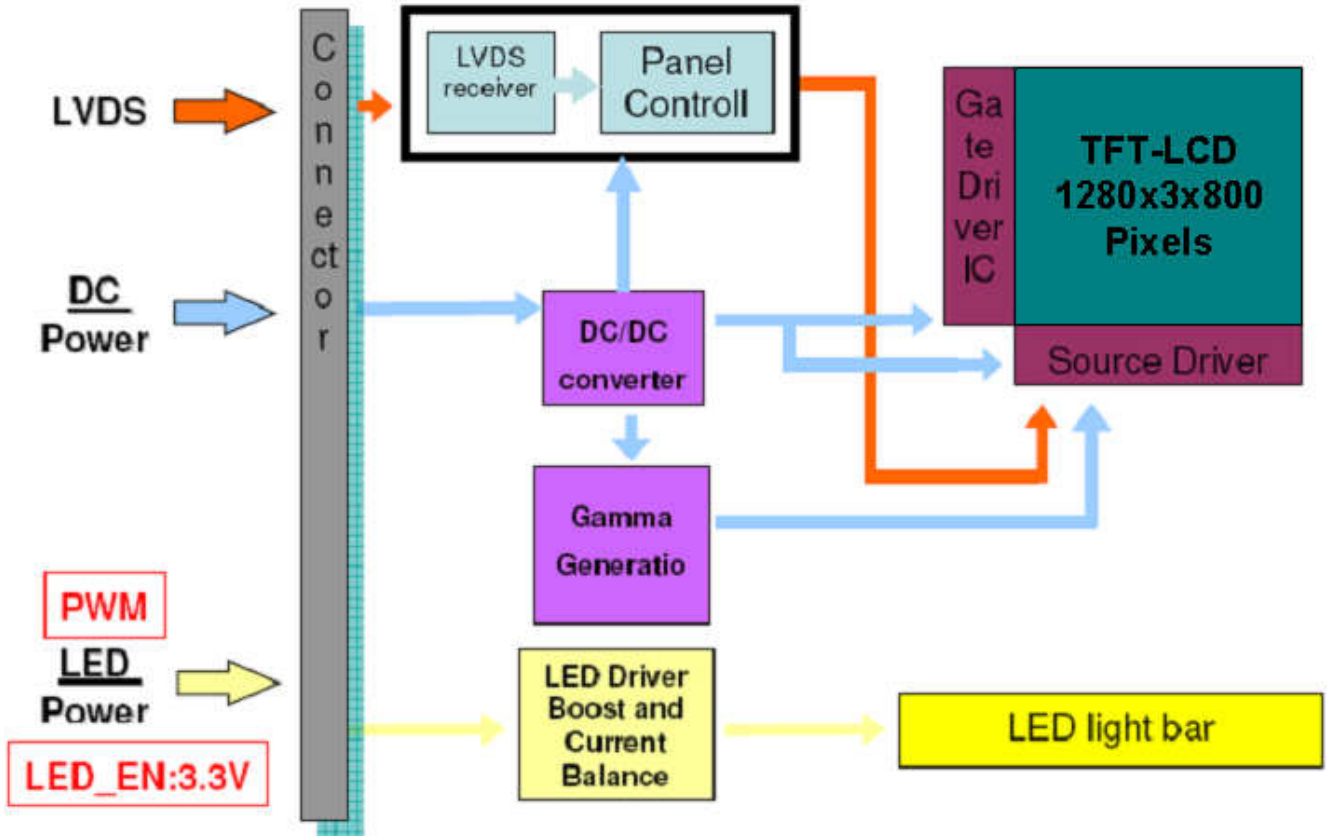 LVDS
DC
Power
PWM
LED
Power
LED_EN:3.3V
C
o
n
n
e
ct
o
r
LVDS
receiver
Panel
Controll
DC/DC
converter
Gamma
Generatio
LED Driver
Boost and
Current
Balance
Ga
te
Dri
ver
IC
TFT-LCD
1280x3x800
Pixels
Source Driver
LED light bar